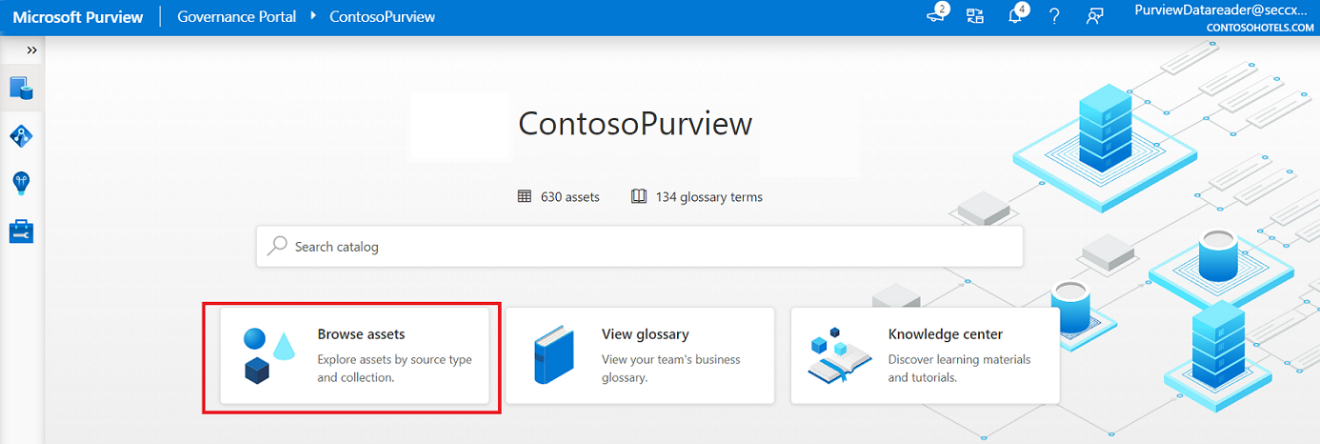 Microsoft Purview Governance Portal ContosoPurview 2 4 PurviewDatareader@seccx...
CONTOSOHOTELS.COM
ContosoPurview
630 assets 134 glossary terms
Search catalog
Browse assets
Explore assets by source type
and collection.
View glossary
View your team's business
glossary.
Knowledge center
Discover learning materials
and tutorials.